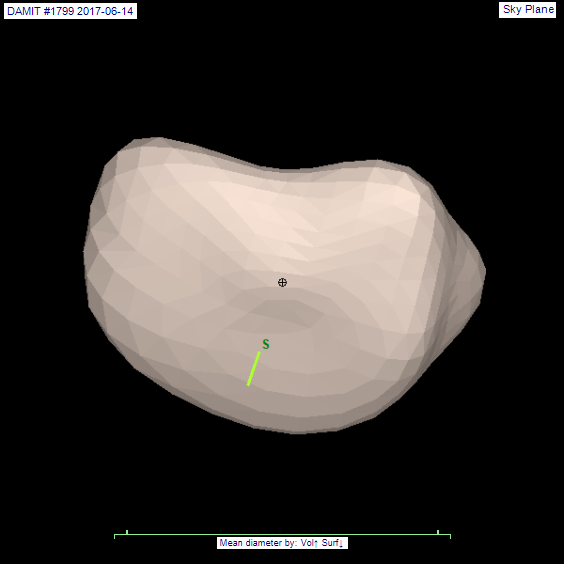 DAMIT #1799 2017-06-14
Sky Plane
S
Mean diameter by: Vol↑ Surf↓